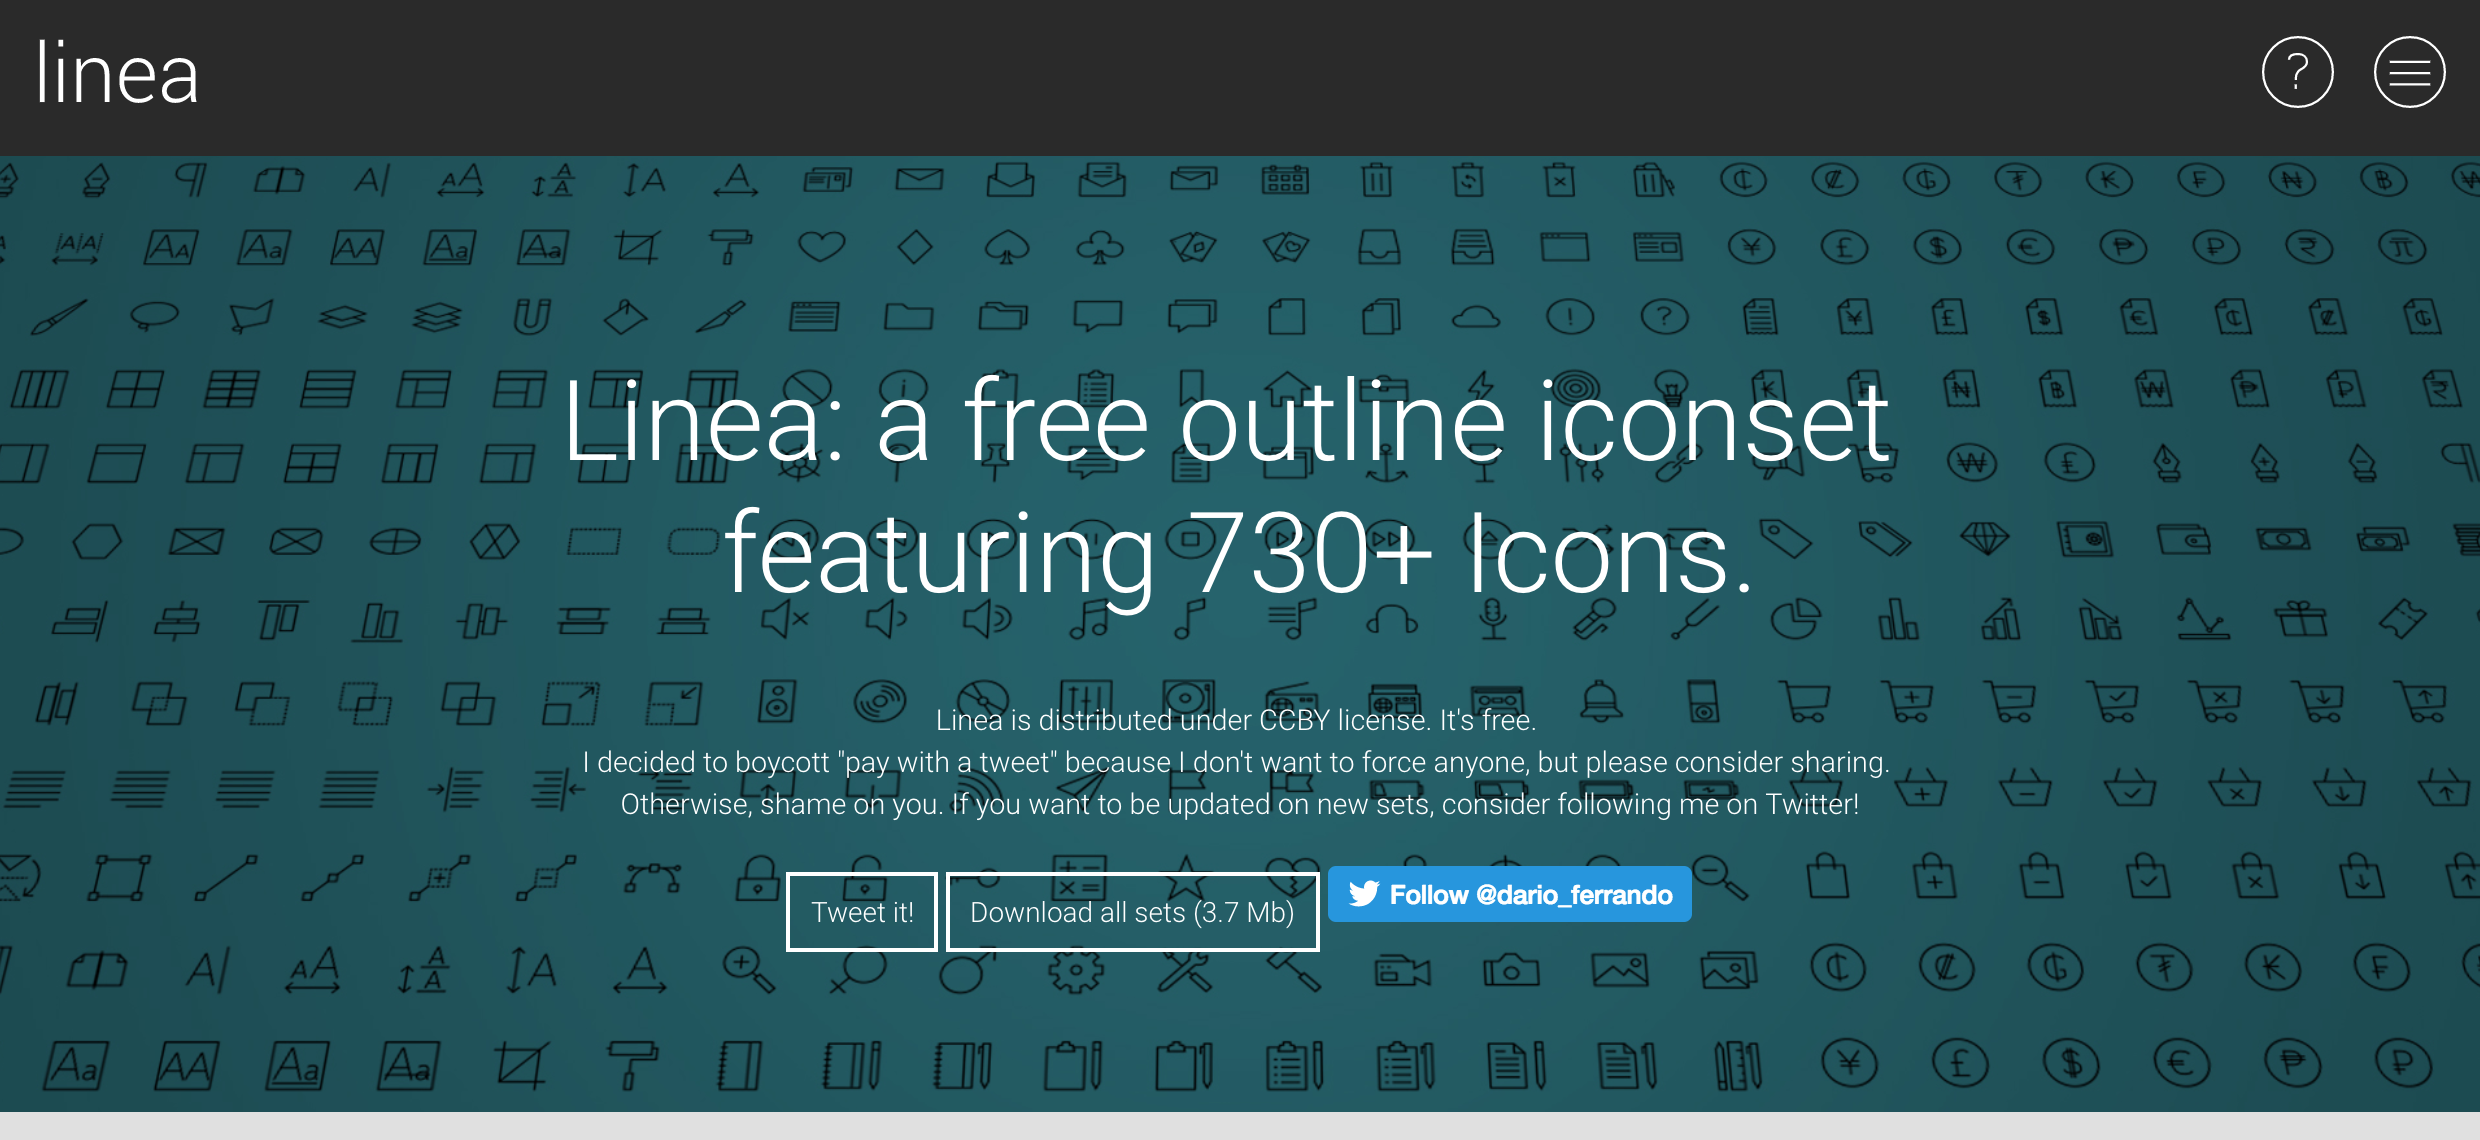 linea
Linea: a free outline iconset
featuring 730+ Icons.
Linea is distributed under CCBY license. It's free.
I decided to boycott "pay with a tweet" because I don't want to force anyone, but please consider sharing.
Otherwise, shame on you. If you want to be updated on new sets, consider following me on Twitter!
Tweet it!
Download all sets (3.7 Mb)
Follow @dario_ferrando